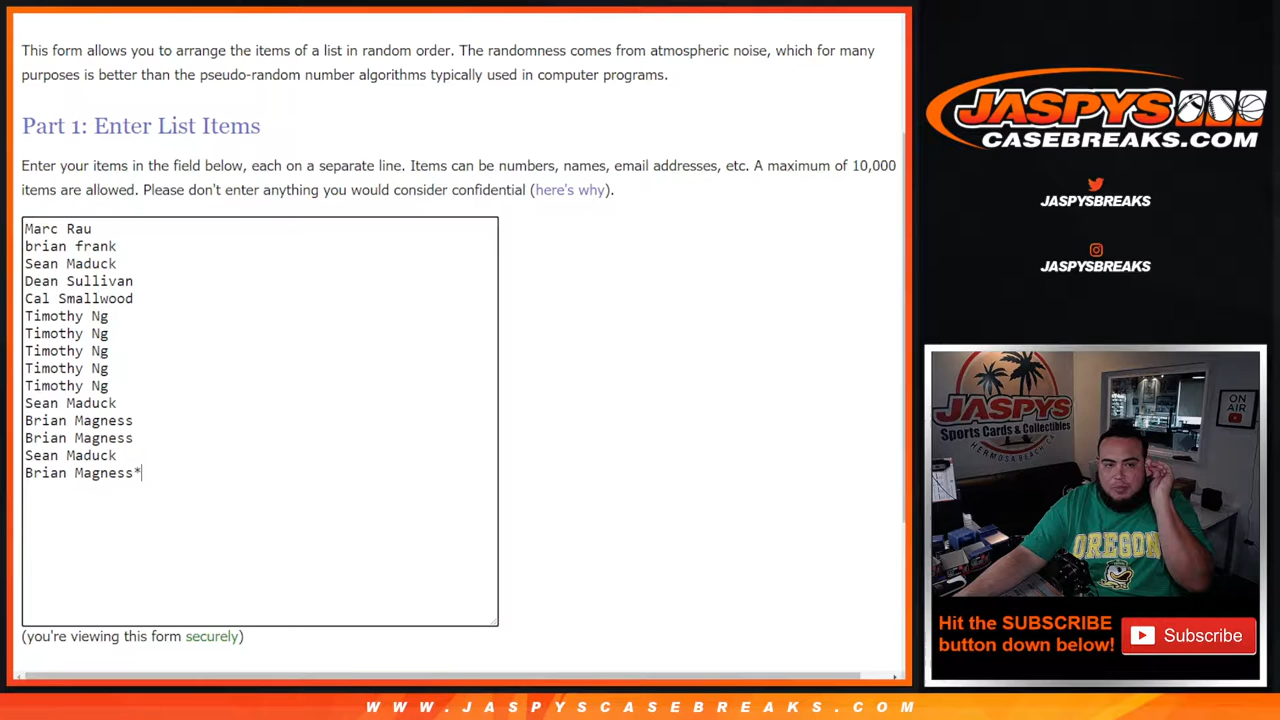 This form allows you to arrange the items of a list in random order. The randomness comes from atmospheric noise, which for many
purposes is better than the pseudo-random number algorithms typically used in computer programs.
Part 1: Enter List Items
Enter your items in the field below, each on a separate line. Items can be numbers, names, email addresses, etc. A maximum of 10,000
items are allowed. Please don't enter anything you would consider confidential (here's why).
Marc Rau
brian frank
Sean Maduck
Dean Sullivan
Cal Smallwood
Timothy Ng
Timothy Ng
Timothy Ng
Timothy Ng
Timothy Ng
Sean Maduck
Brian Magness
Brian Magness
Sean Maduck
Brian Magness*
(you're viewing this form securely)
JASPYS
CASEBREAKS.COM
JASPYSBREAKS
JASPYSBREAKS
JASPYS
Sports Cards & Collectibles
HERMOSA BEACH, CA
ON AIR
OREGON
Hit the SUBSCRIBE
button down below!
Subscribe
WWW.JASPYSCASEBREAKS.COM